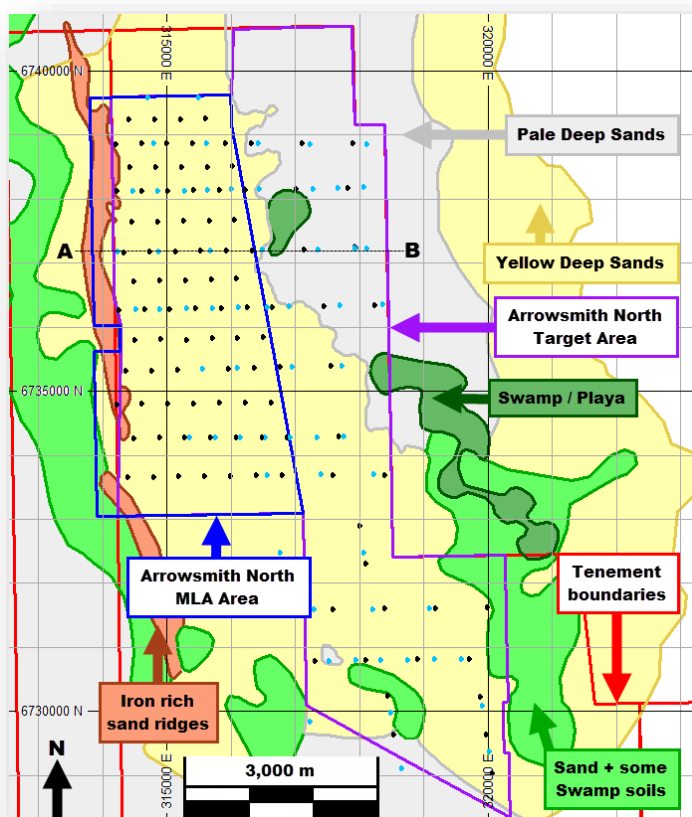 315000 E
320000 E
6740000 N
Pale Deep Sands
A
B
Yellow Deep Sands
Arrowsmith North
Target Area
6735000 N
Swamp / Playa
Arrowsmith North
MLA Area
Tenement
boundaries
Iron rich
sand ridges
6730000 N
N
3,000 m
Sand + some
Swamp soils
315000 E
320000 E